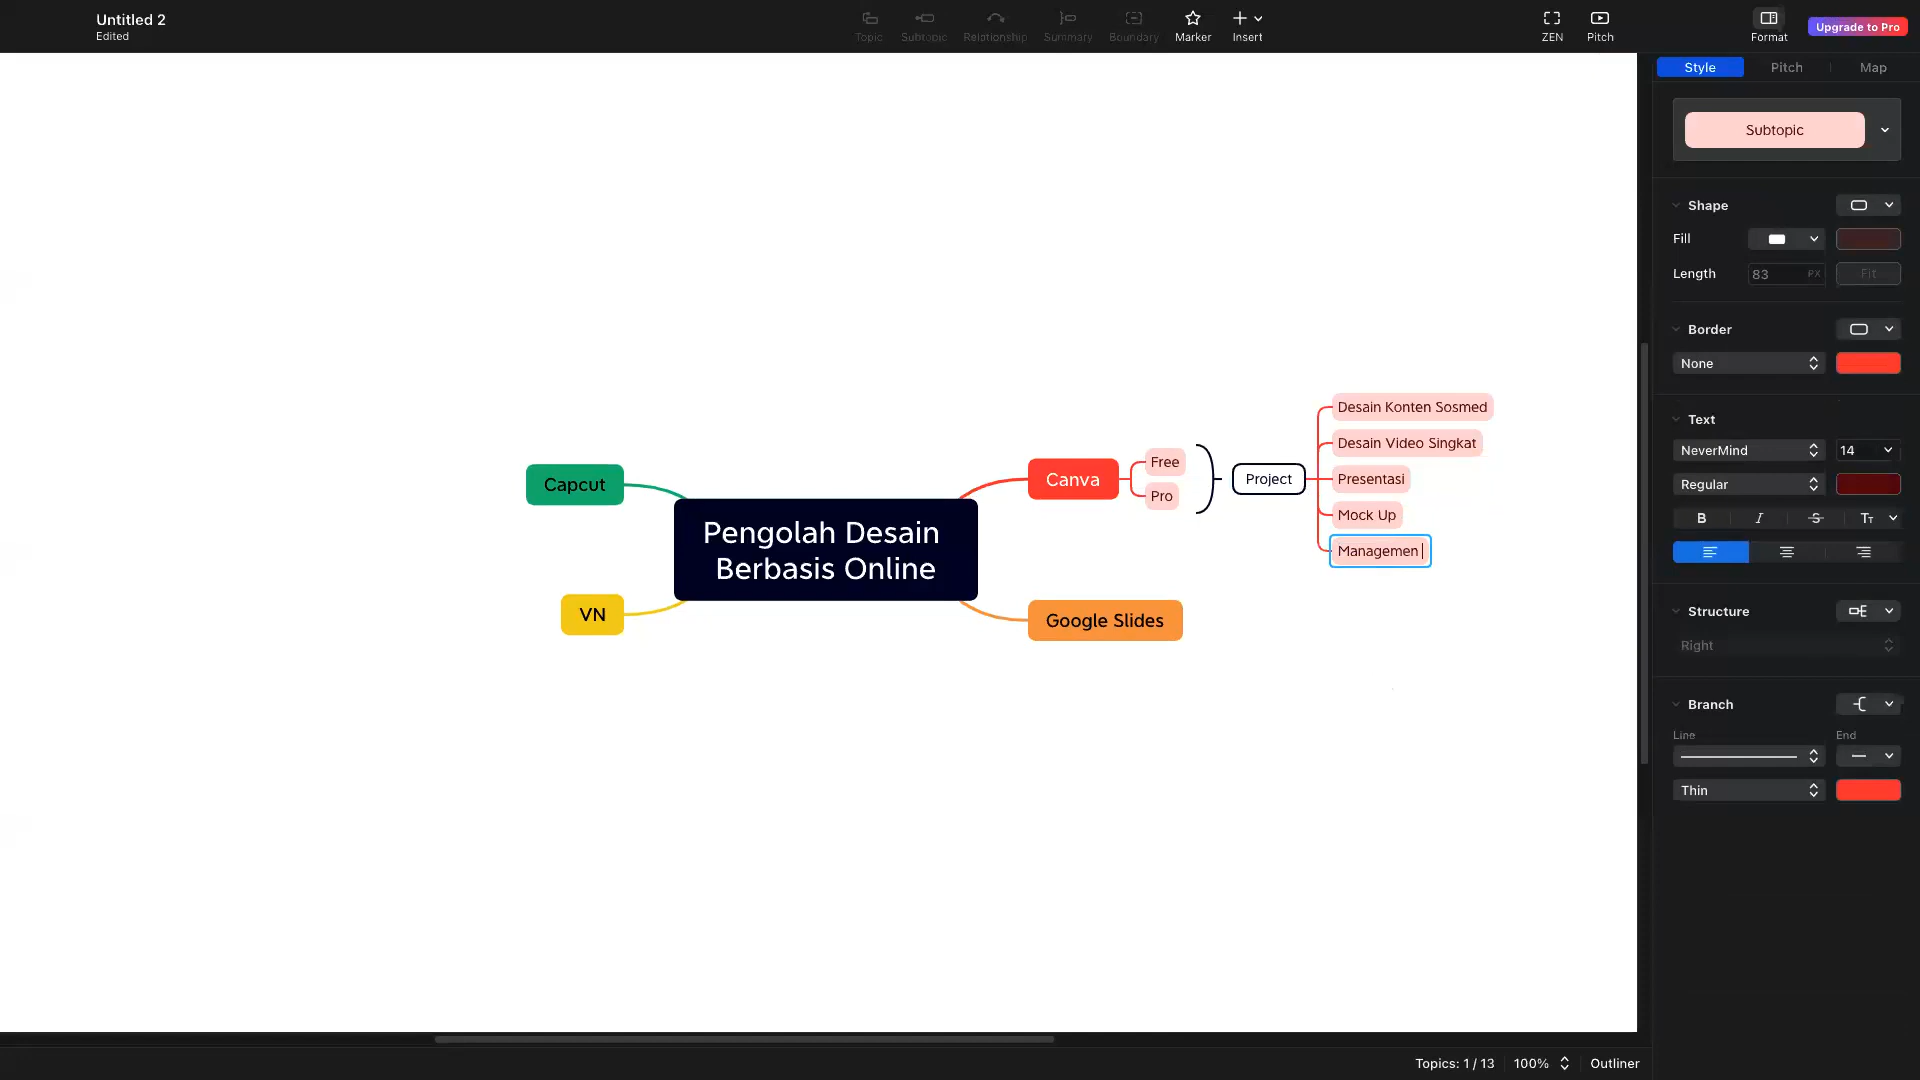 Untitled 2
Edited
Topic
Subtopic
Relationship
Summary
Boundary
Marker
Insert
ZEN
Pitch
Format
Upgrade to Pro
Style
Pitch
Map
Subtopic
Shape
Fill
Length
83
PX
Fit
Border
None
Text
NeverMind
14
Regular
B
I
S
TT
Structure
Right
Branch
Line
End
Thin
Capcut
VN
Pengolah Desain
Berbasis Online
Canva
Free
Pro
Project
Desain Konten Sosmed
Desain Video Singkat
Presentasi
Mock Up
Managemen
Google Slides
Topics: 1 / 13
100%
Outliner